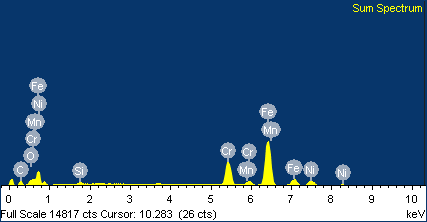 Sum Spectrum
Fe
Ni
Mn
Cr
O
C
Si
Cr
Cr
Mn
Fe
Mn
Fe
Ni
Ni
0 1 2 3 4 5 6 7 8 9 10
Full Scale 14817 cts Cursor: 10.283 (26 cts) keV